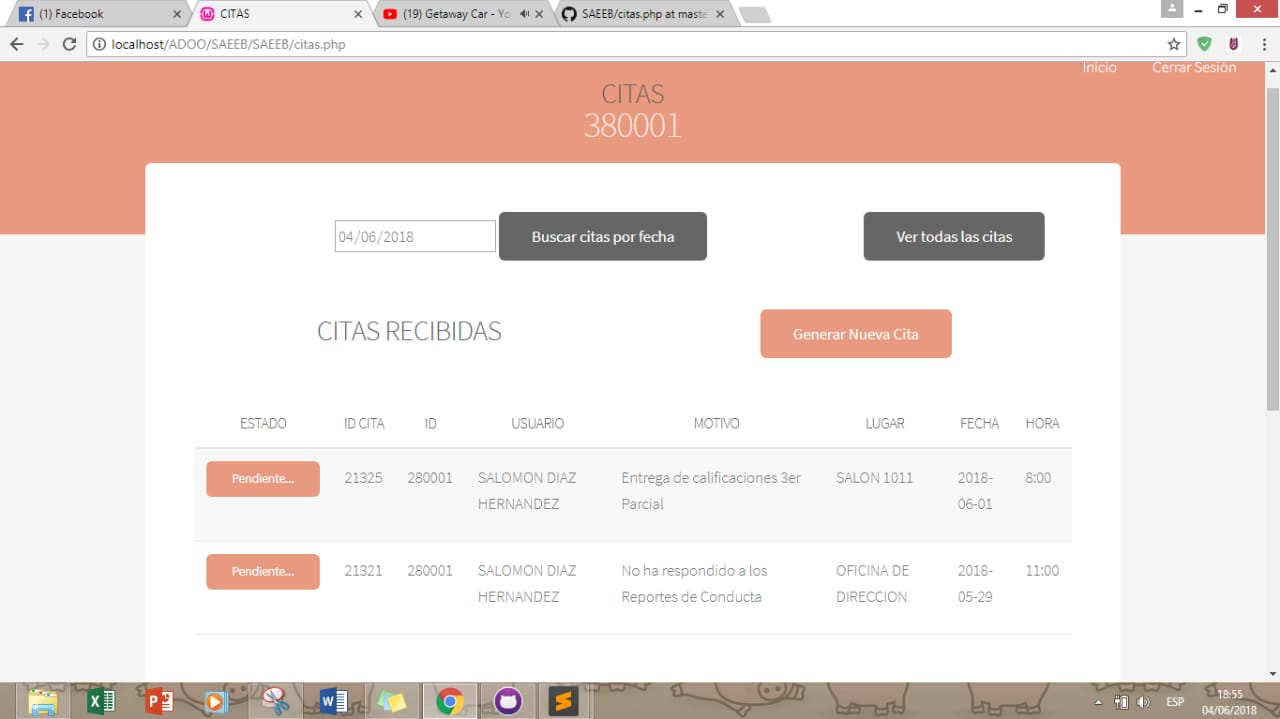 (1) Facebook
CITAS
(19) Getaway Car - Yo
SAEEB/citas.php at maste
localhost/ADOO/SAEEB/SAEEB/citas.php
Inicio
Cerrar Sesión
CITAS
380001
04/06/2018
Buscar citas por fecha
Ver todas las citas
CITAS RECIBIDAS
Generar Nueva Cita
ESTADO ID CITA ID USUARIO MOTIVO LUGAR FECHA HORA
Pendiente... 21325 280001 SALOMON DIAZ Entrega de calificaciones 3er SALON 1011 2018- 8:00
HERNANDEZ Parcial 06-01
Pendiente... 21321 280001 SALOMON DIAZ No ha respondido a los OFICINA DE 2018- 11:00
HERNANDEZ Reportes de Conducta DIRECCION 05-29
ESP
18:55
04/06/2018